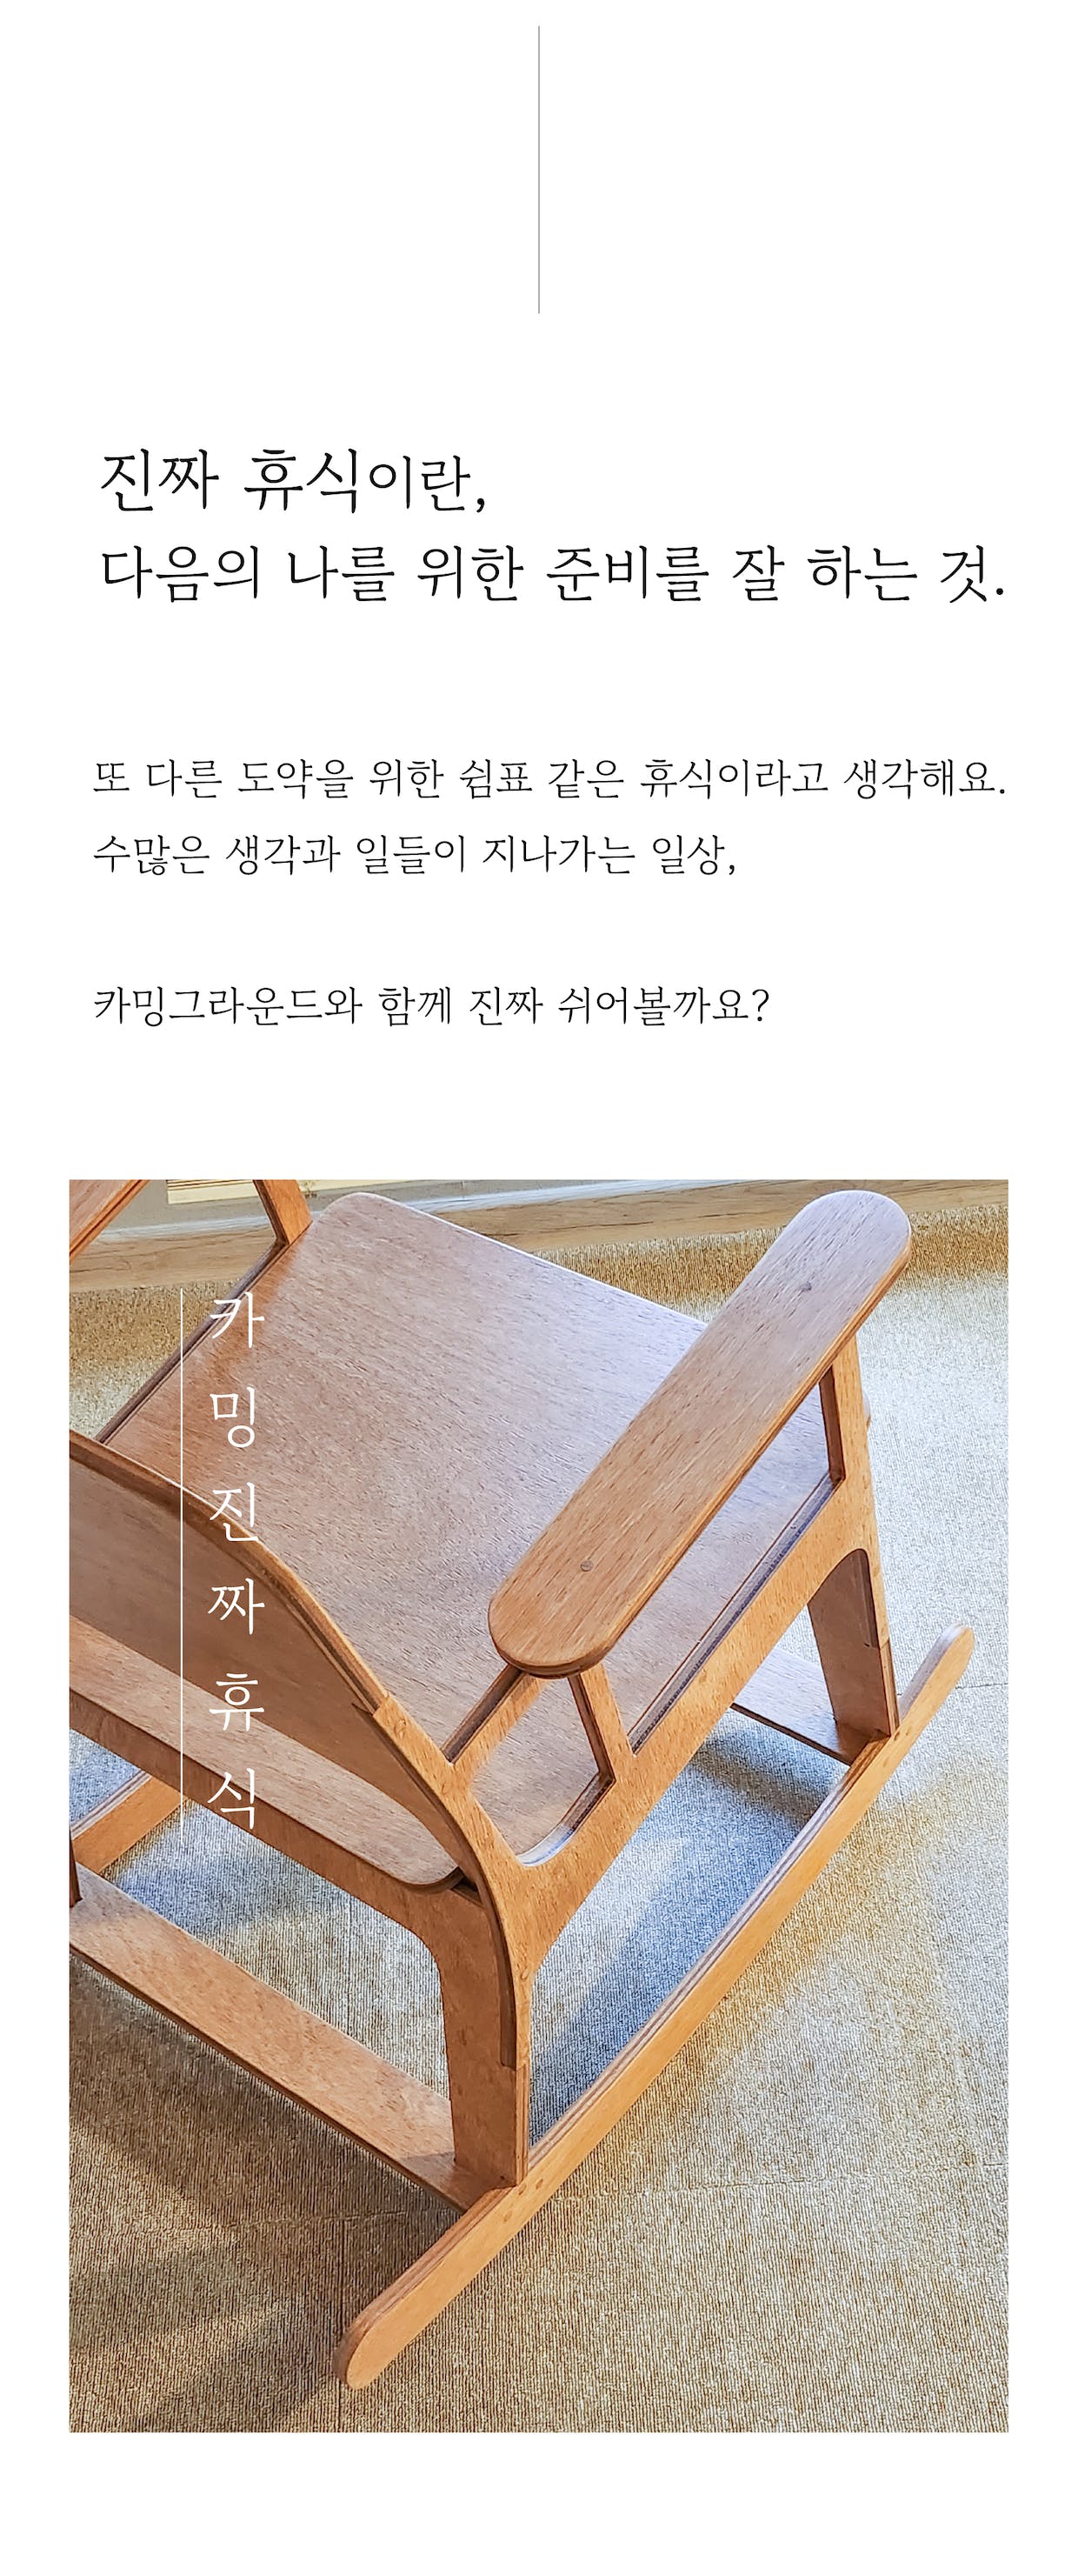 진짜 휴식이란,
다음의 나를 위한 준비를 잘 하는 것.
또 다른 도약을 위한 쉼표 같은 휴식이라고 생각해요.
수많은 생각과 일들이 지나가는 일상,
카밍그라운드와 함께 진짜 쉬어볼까요?
카밍진짜휴식